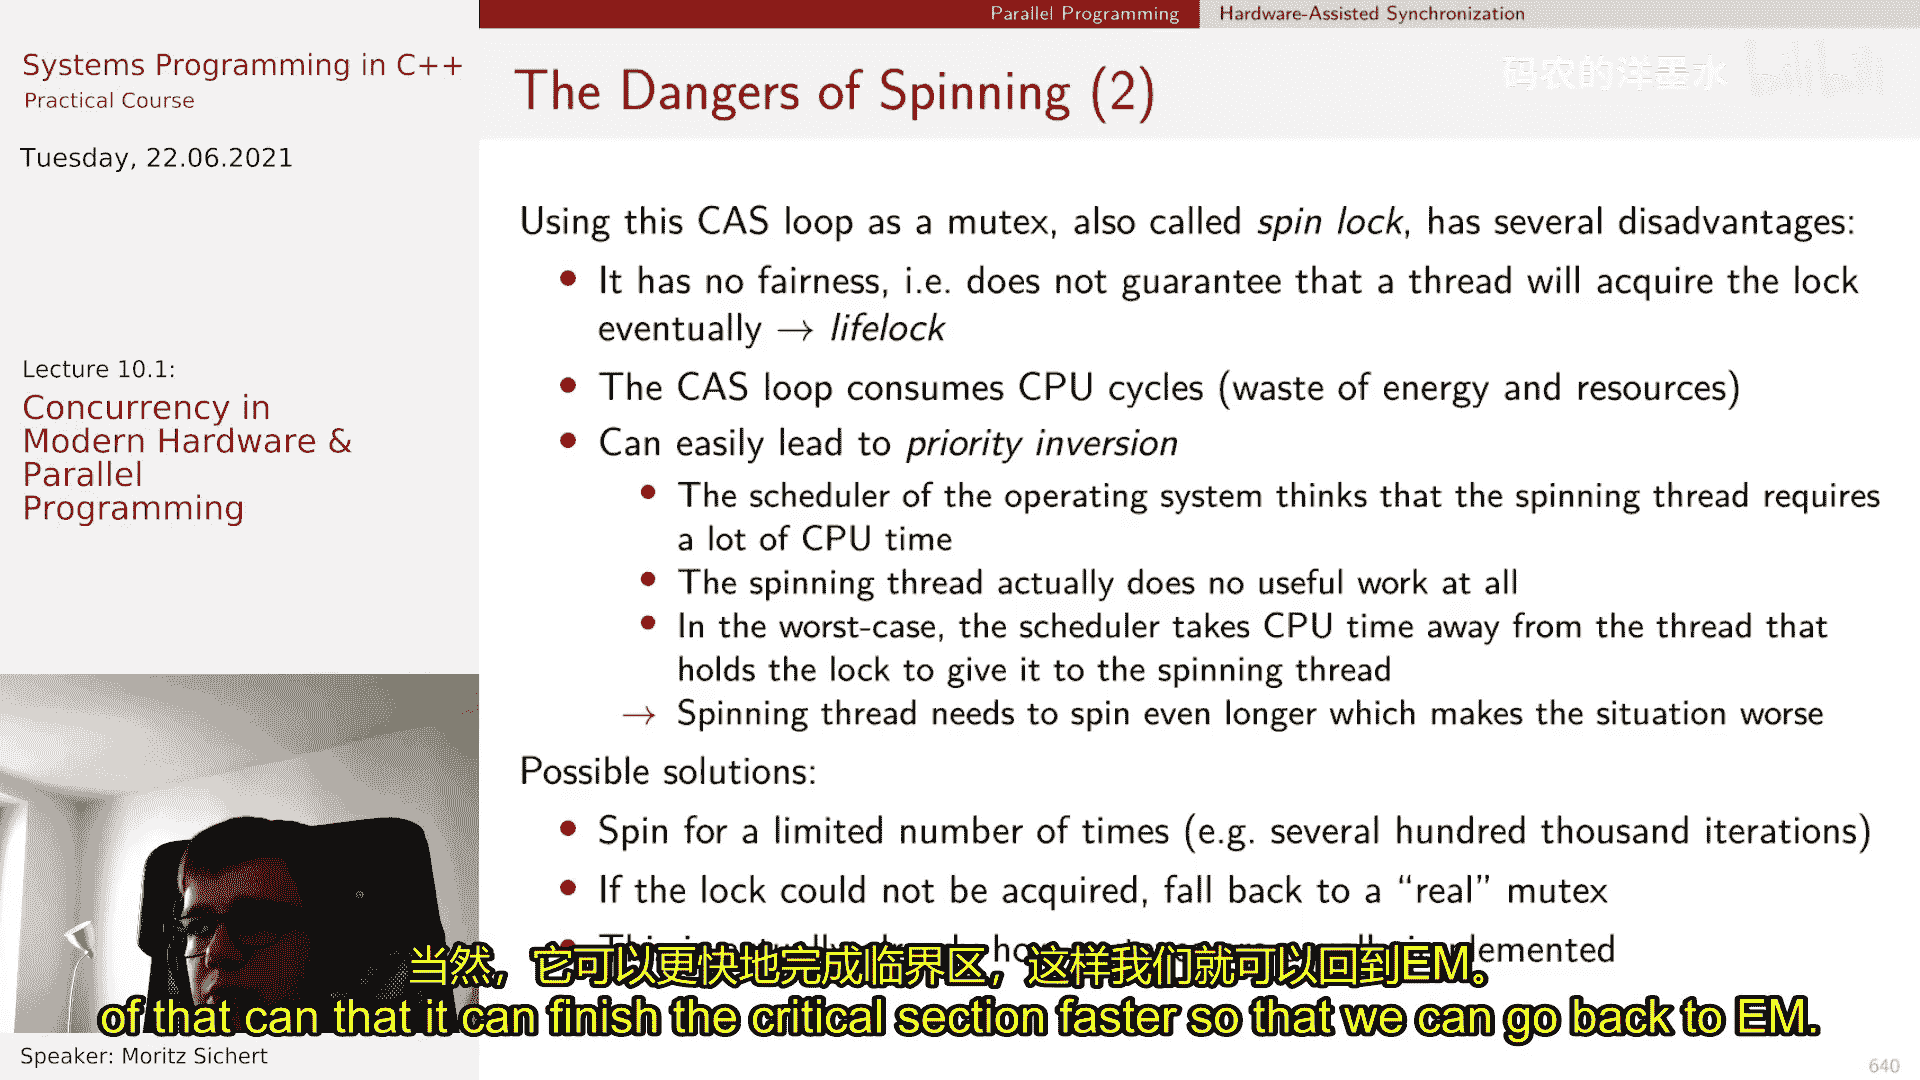 Parallel Programming
Hardware-Assisted Synchronization
Systems Programming in C++
Practical Course
Tuesday, 22.06.2021
Lecture 10.1:
Concurrency in
Modern Hardware &
Parallel
Programming
The Dangers of Spinning (2)
码农的洋墨水
bilibili
Using this CAS loop as a mutex, also called spin lock, has several disadvantages:
• It has no fairness, i.e. does not guarantee that a thread will acquire the lock
eventually → lifelock
• The CAS loop consumes CPU cycles (waste of energy and resources)
• Can easily lead to priority inversion
• The scheduler of the operating system thinks that the spinning thread requires
a lot of CPU time
• The spinning thread actually does no useful work at all
• In the worst-case, the scheduler takes CPU time away from the thread that
holds the lock to give it to the spinning thread
→ Spinning thread needs to spin even longer which makes the situation worse
Possible solutions:
• Spin for a limited number of times (e.g. several hundred thousand iterations)
• If the lock could not be acquired, fall back to a “real” mutex
当然，它可以更快地完成临界区，这样我们就可以回到EM。
of that can that it can finish the critical section faster so that we can go back to EM.
Speaker: Moritz Sichert
640